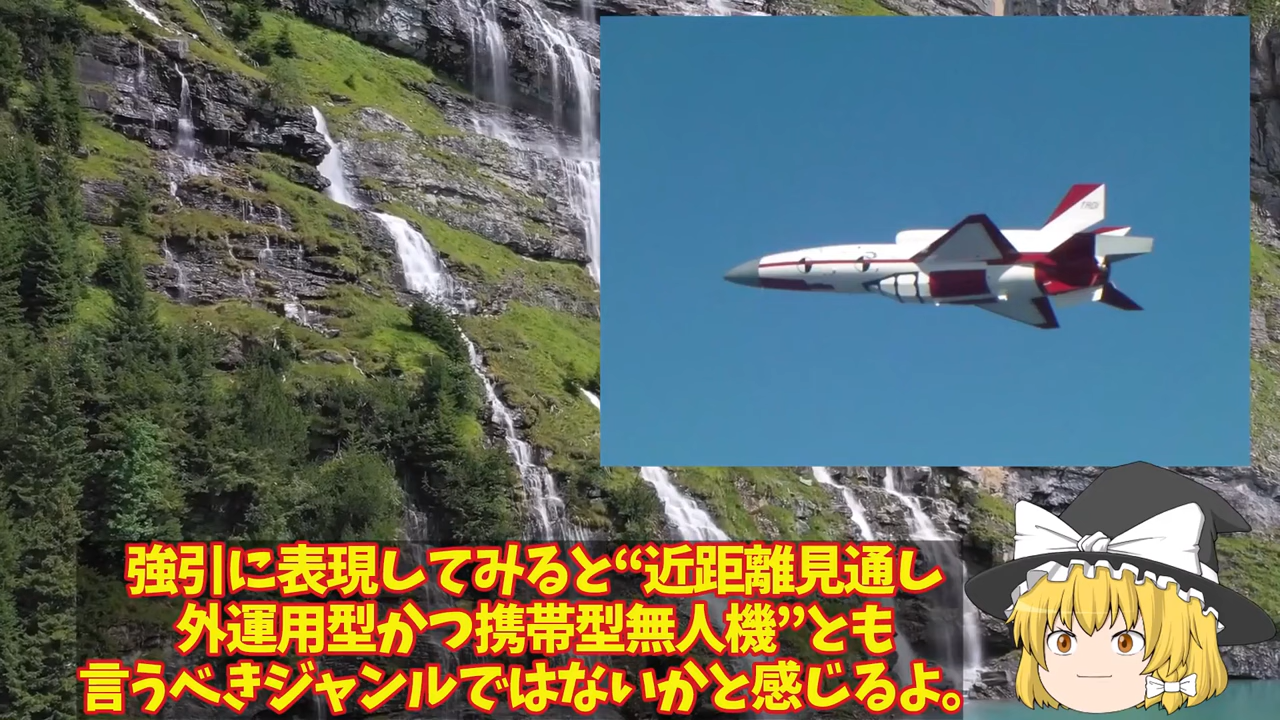 TRDI
強引に表現してみると“近距離見通し
外運用型かつ携帯型無人機”とも
言うべきジャンルではないかと感じるよ。